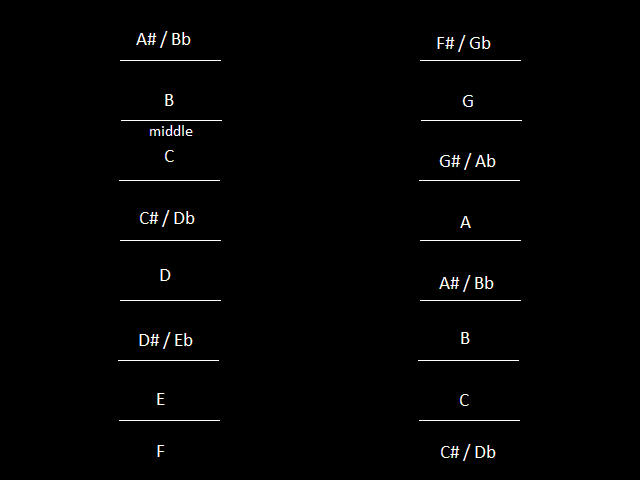 A# / Bb
B
middle
C
C# / Db
D
D# / Eb
E
F
F# / Gb
G
G# / Ab
A
A# / Bb
B
C
C# / Db